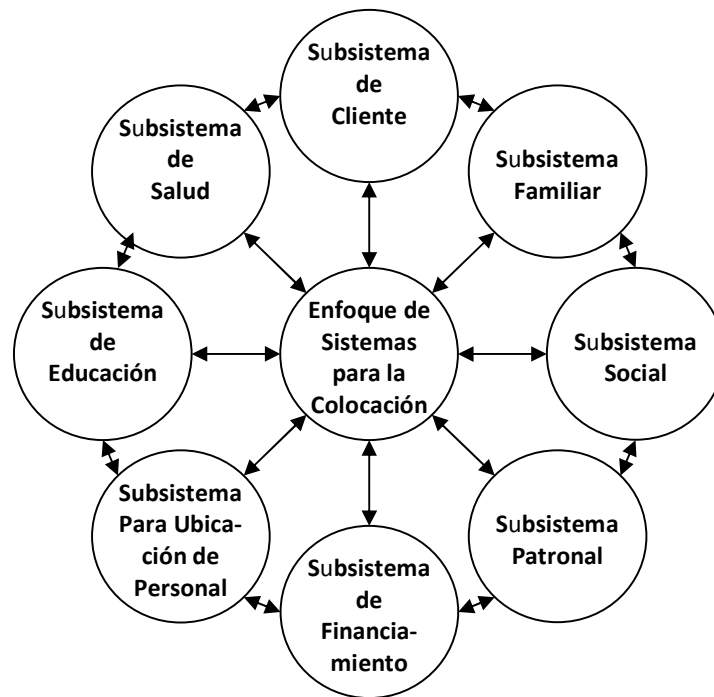 Subsistema
de
Cliente
Subsistema
Familiar
Subsistema
Social
Subsistema
Patronal
Subsistema
de
Financia-
miento
Subsistema
Para Ubica-
ción de
Personal
Subsistema
de
Educación
Subsistema
de
Salud
Enfoque de
Sistemas
para la
Colocación